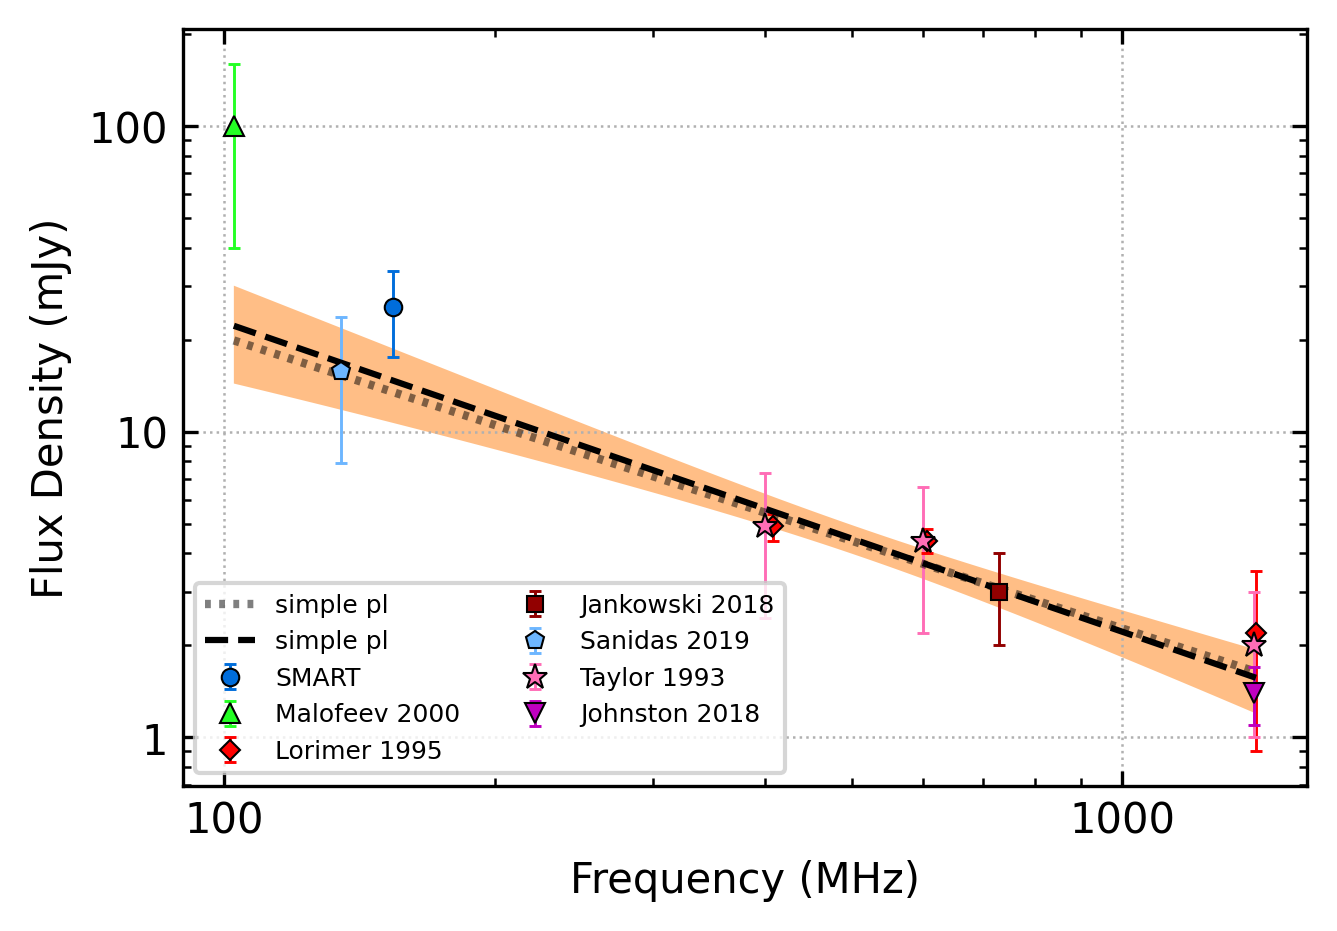 Flux Density (mJy)
100
10
1
simple pl
simple pl
SMART
Malofeev 2000
Lorimer 1995
Jankowski 2018
Sanidas 2019
Taylor 1993
Johnston 2018
100
1000
Frequency (MHz)